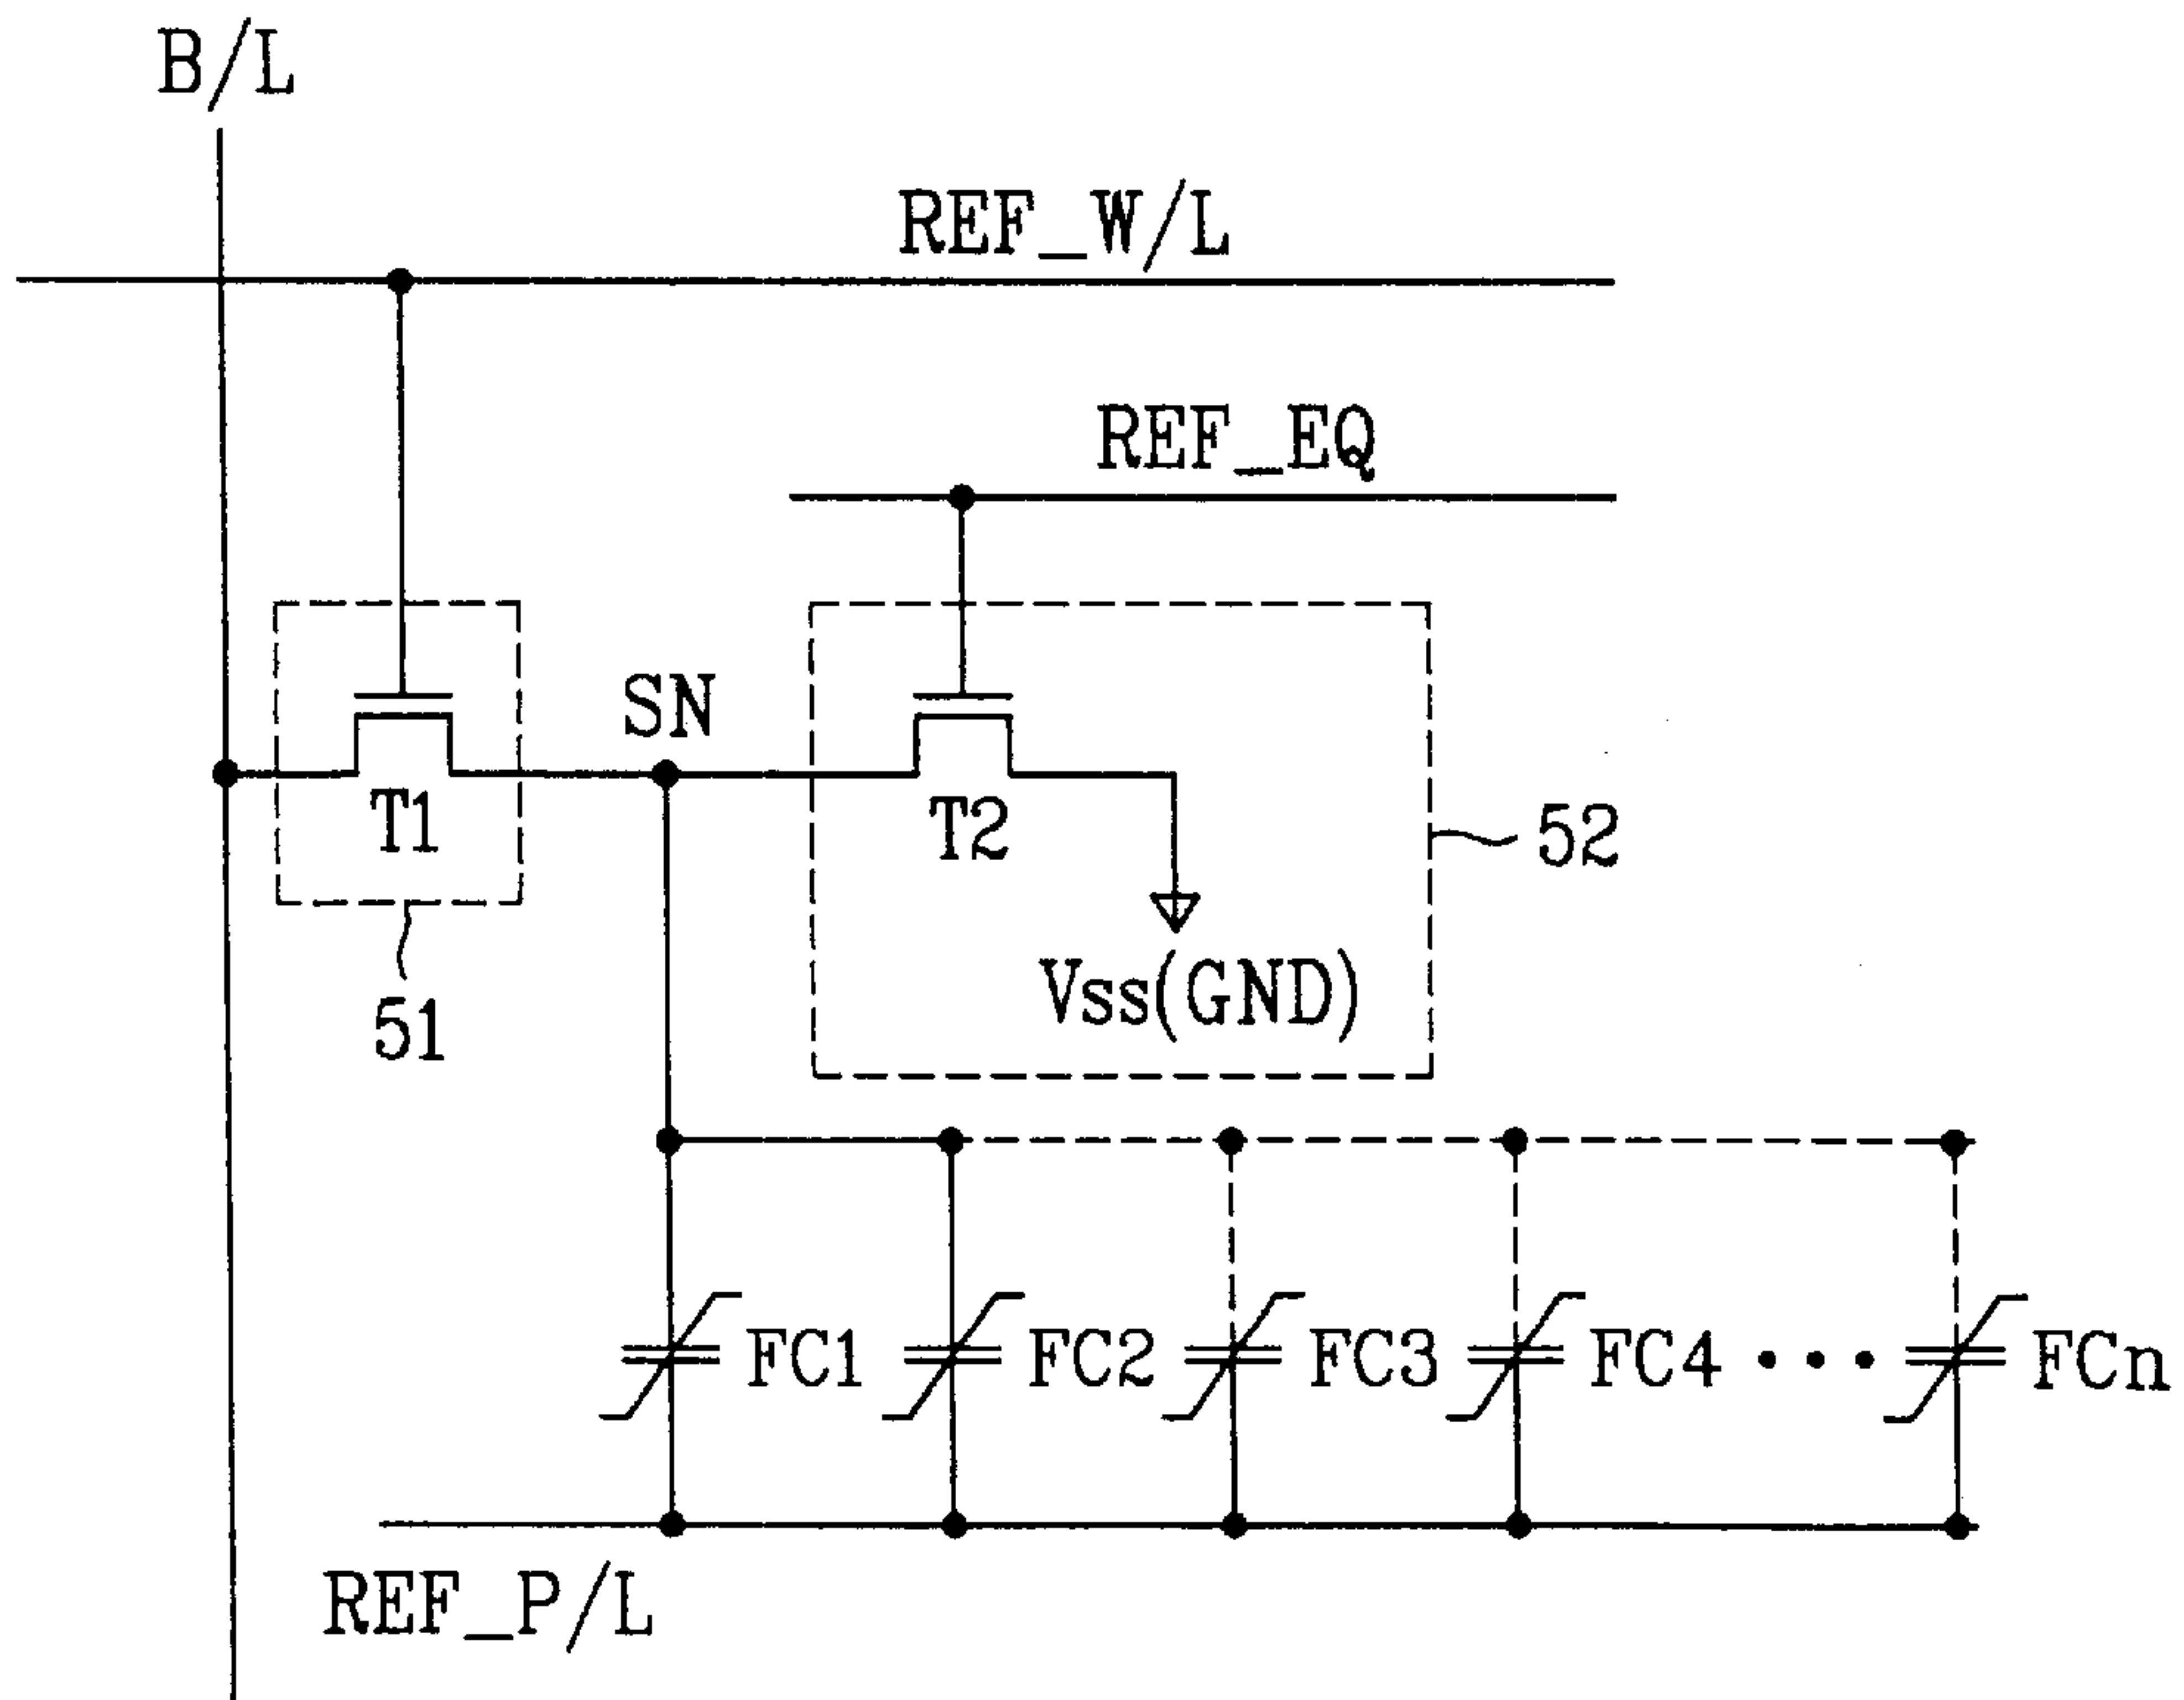 B/L
REF_W/L
REF_EQ
SN
T1
T2
52
Vss(GND)
51
FC1
FC2
FC3
FC4 • • •
FCn
REF_P/L